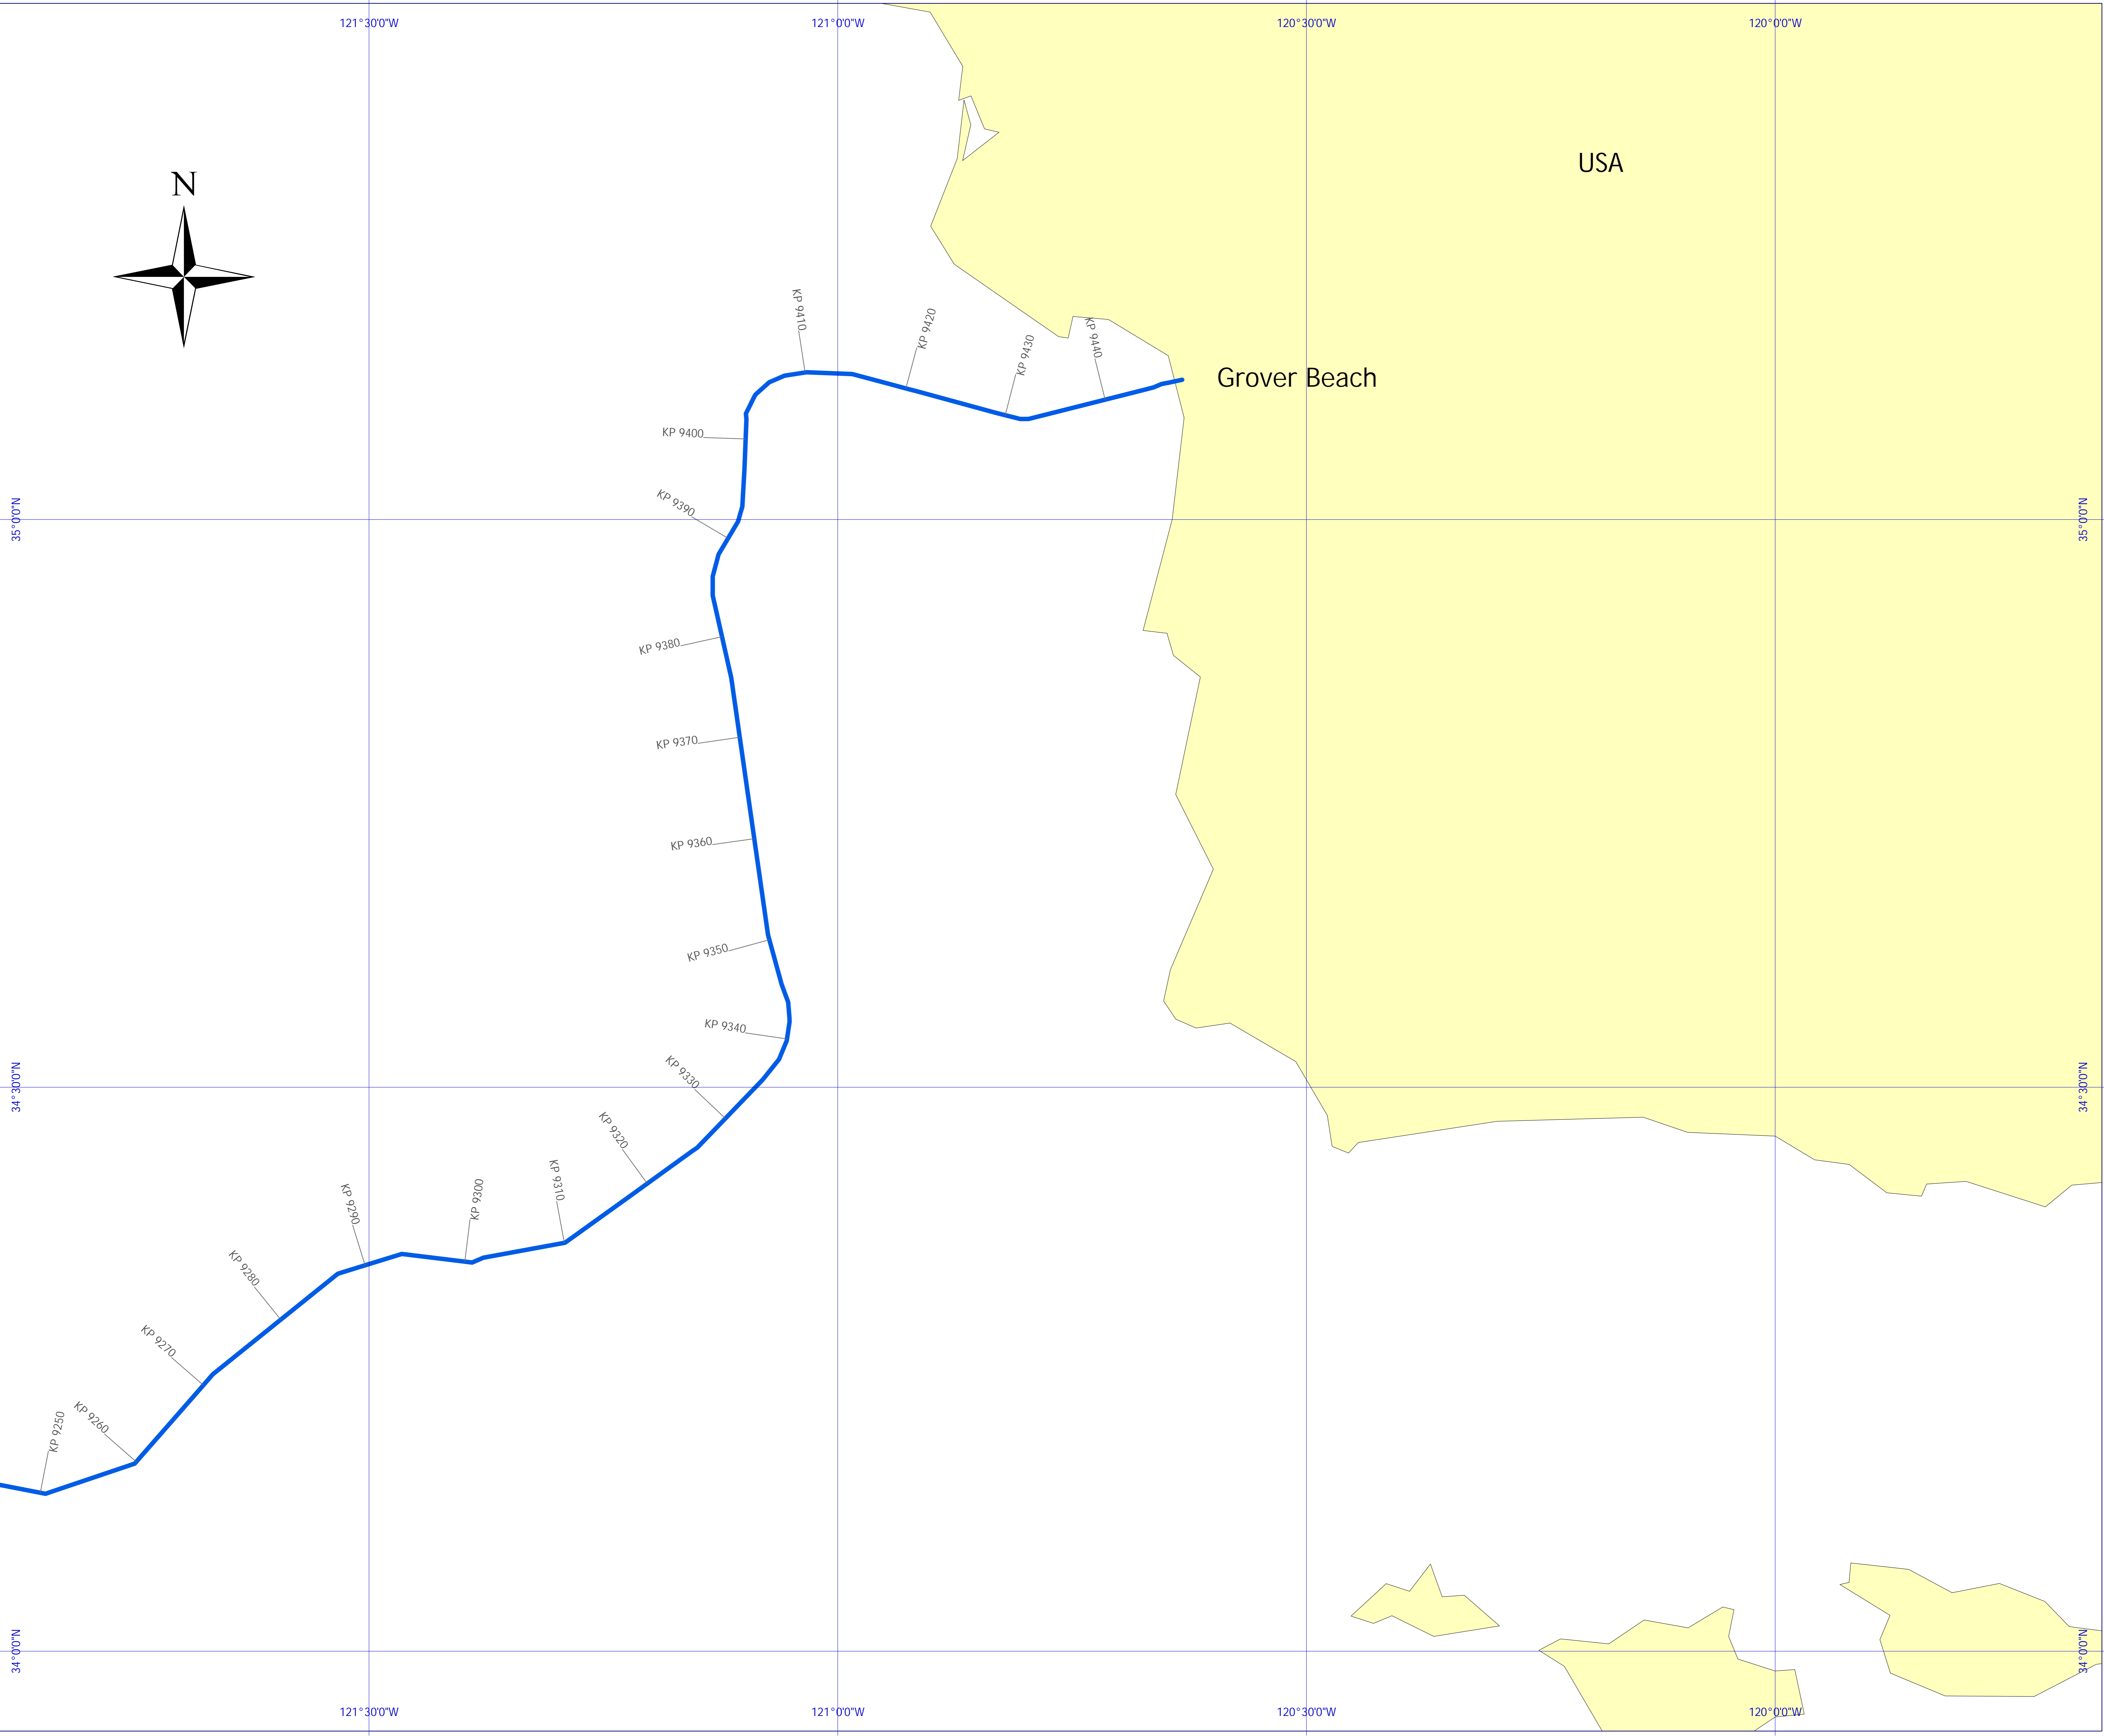 121°30'0"W
121°0'0"W
120°30'0"W
120°0'0"W
USA
N
KP 9410
KP 9420
KP 9430
KP 9440
Grover Beach
KP 9400
KP 9390
35°0'0"N
35°0'0"N
KP 9380
KP 9370
KP 9360
KP 9350
KP 9340
KP 9330
34°30'0"N
34°30'0"N
KP 9320
KP 9310
KP 9300
KP 9290
KP 9280
KP 9270
KP 9260
KP 9250
34°0'0"N
34°0'0"N
121°30'0"W
121°0'0"W
120°30'0"W
120°0'0"W